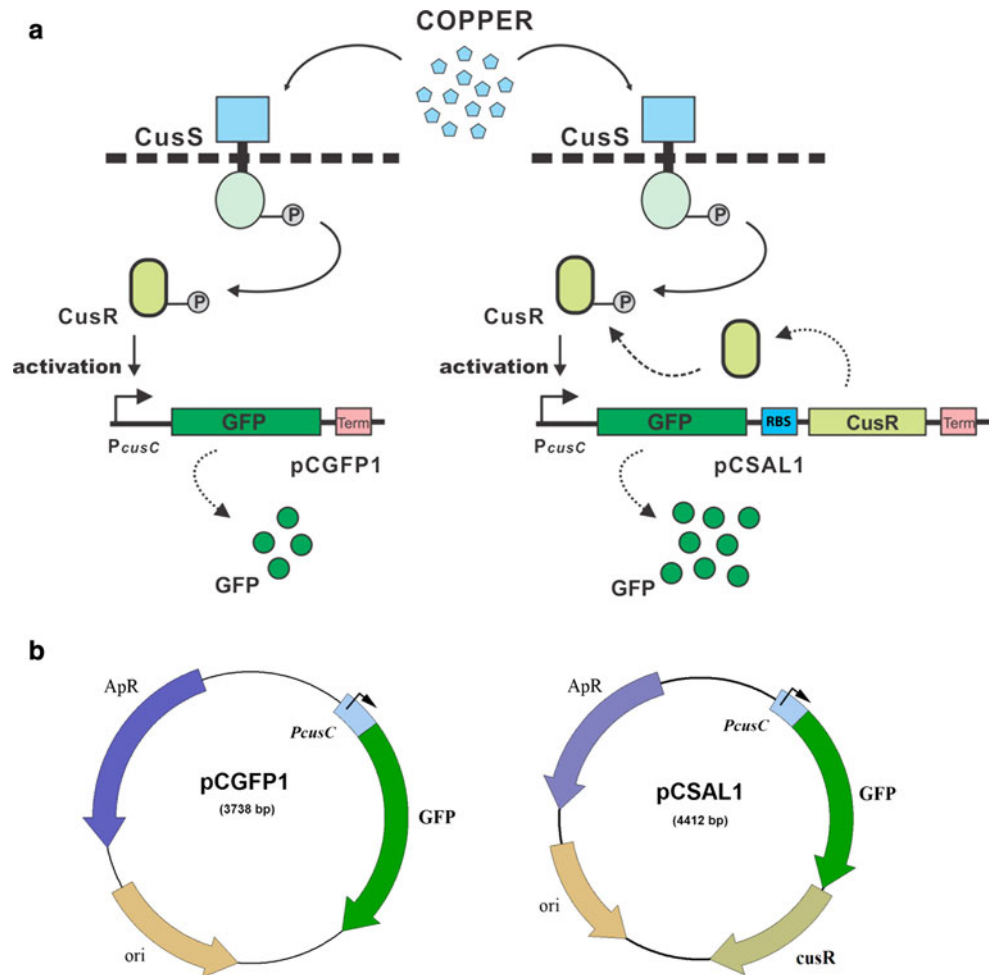 a
COPPER
CusS
CusS
P
P
P
P
CusR
CusR
activation
activation
GFP
Term
GFP
RBS
CusR
Term
PcusC
pCGFP1
PcusC
pCSAL1
GFP
GFP
b
ApR
PcusC
pCGFP1
(3738 bp)
GFP
ori
ApR
PcusC
pCSAL1
(4412 bp)
GFP
ori
cusR